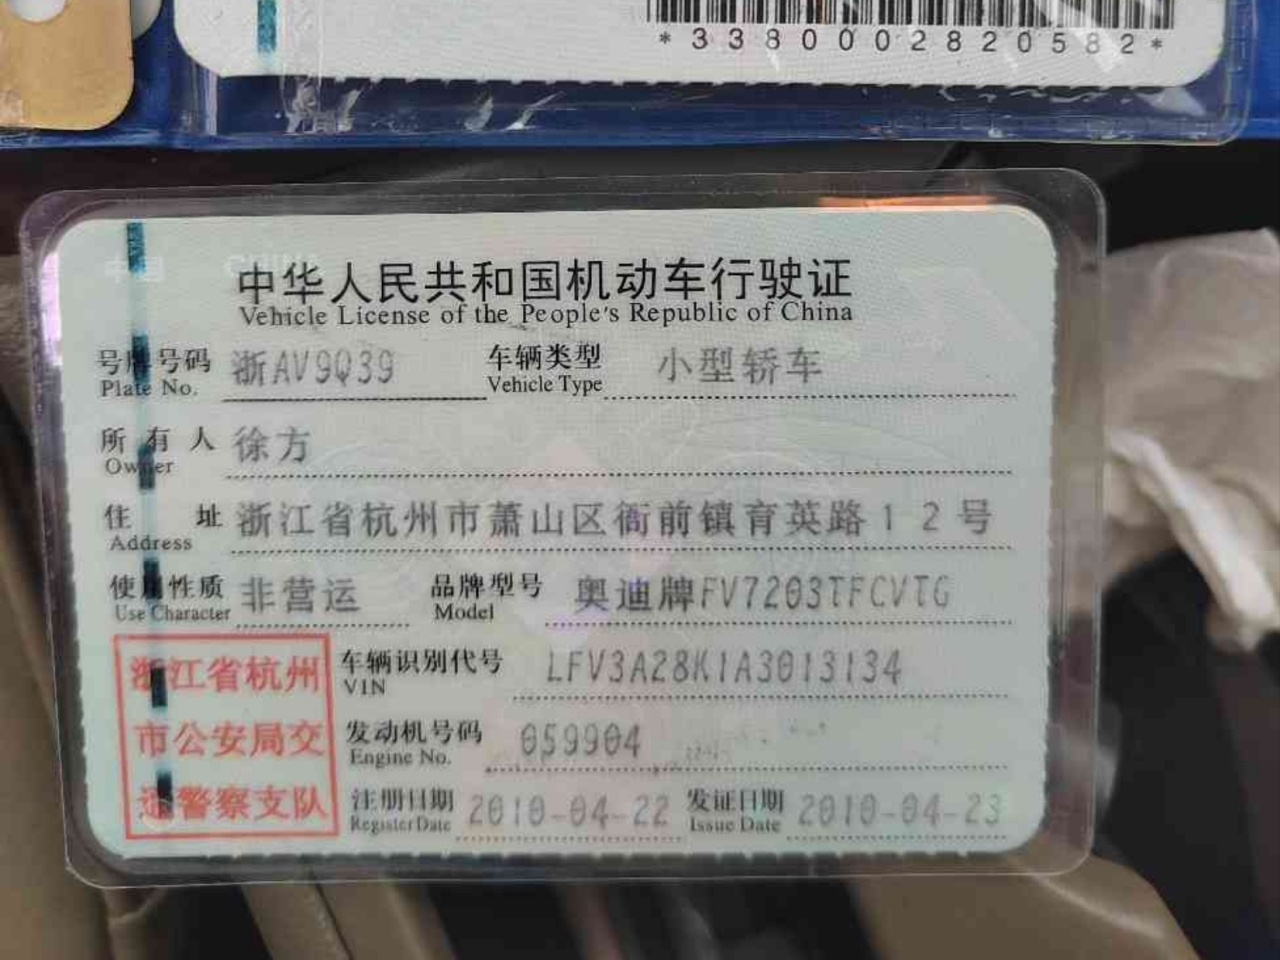 *3380002820582*
中华人民共和国机动车行驶证
Vehicle License of the People's Republic of China
号牌号码 浙AV9Q39 车辆类型 小型轿车
Plate No. Vehicle Type
所有人 徐方
Owner
住址 浙江省杭州市萧山区衙前镇育英路12号
Address
使用性质 非营运 品牌型号 奥迪牌FV7203TFCVTG
Use Character Model
浙江省杭州
市公安局交
通警察支队
车辆识别代号 LFV3A28K1A3013134
VIN
发动机号码 059904
Engine No.
注册日期 2010-04-22 发证日期 2010-04-23
Register Date Issue Date